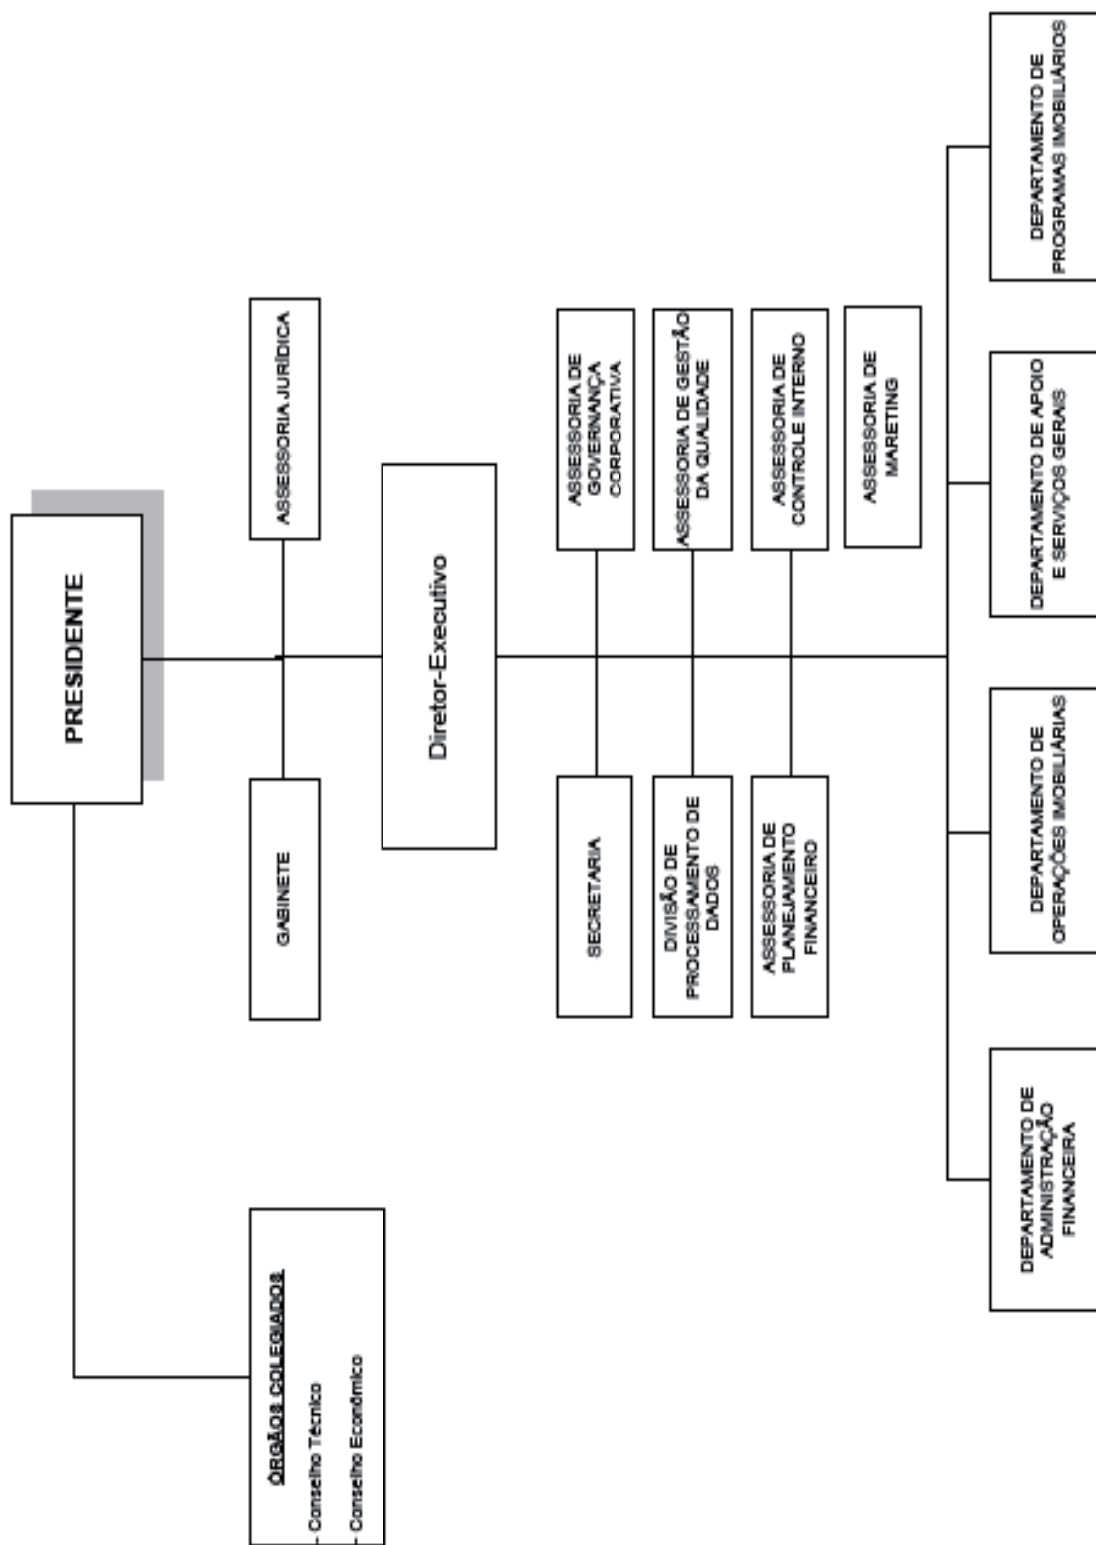 PRESIDENTE
ÓRGÃOS COLEGIADOS
- Conselho Técnico
- Conselho Econômico
GABINETE
ASSESSORIA JURÍDICA
Diretor-Executivo
SECRETARIA
ASSESSORIA DE
GOVERNANÇA
CORPORATIVA
DIVISÃO DE
PROCESSAMENTO DE
DADOS
ASSESSORIA DE GESTÃO
DA QUALIDADE
ASSESSORIA DE
PLANEJAMENTO
FINANCEIRO
ASSESSORIA DE
CONTROLE INTERNO
ASSESSORIA DE
MARETING
DEPARTAMENTO DE
ADMINISTRAÇÃO
FINANCEIRA
DEPARTAMENTO DE
OPERAÇÕES IMOBILIÁRIAS
DEPARTAMENTO DE APOIO
E SERVIÇOS GERAIS
DEPARTAMENTO DE
PROGRAMAS IMOBILIÁRIOS